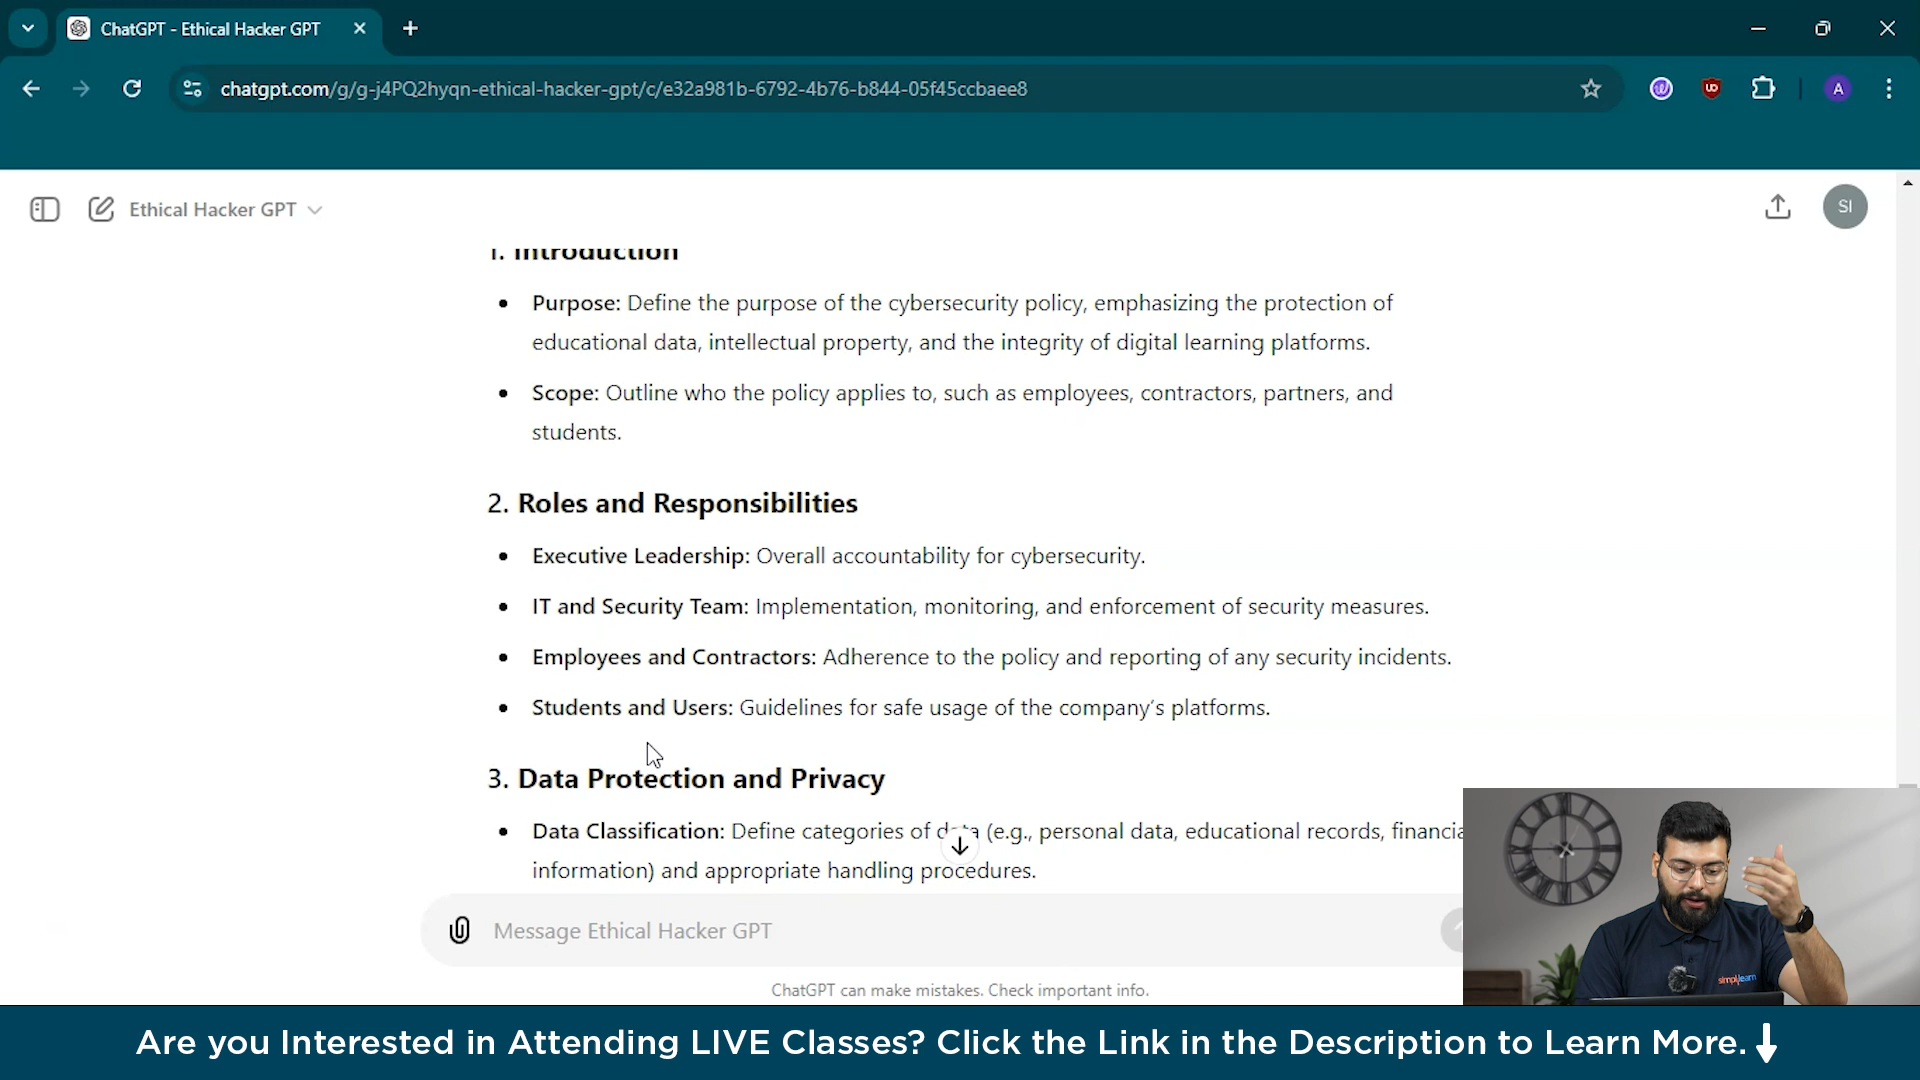 ChatGPT - Ethical Hacker GPT
chatgpt.com/g/g-j4PQ2hyqn-ethical-hacker-gpt/c/e32a981b-6792-4b76-b844-05f45ccbaee8
A
Ethical Hacker GPT
SI
1. Introduction
• Purpose: Define the purpose of the cybersecurity policy, emphasizing the protection of
educational data, intellectual property, and the integrity of digital learning platforms.
• Scope: Outline who the policy applies to, such as employees, contractors, partners, and
students.
2. Roles and Responsibilities
• Executive Leadership: Overall accountability for cybersecurity.
• IT and Security Team: Implementation, monitoring, and enforcement of security measures.
• Employees and Contractors: Adherence to the policy and reporting of any security incidents.
• Students and Users: Guidelines for safe usage of the company's platforms.
3. Data Protection and Privacy
• Data Classification: Define categories of data (e.g., personal data, educational records, financia
information) and appropriate handling procedures.
Message Ethical Hacker GPT
simplilearn
ChatGPT can make mistakes. Check important info.
Are you Interested in Attending LIVE Classes? Click the Link in the Description to Learn More.